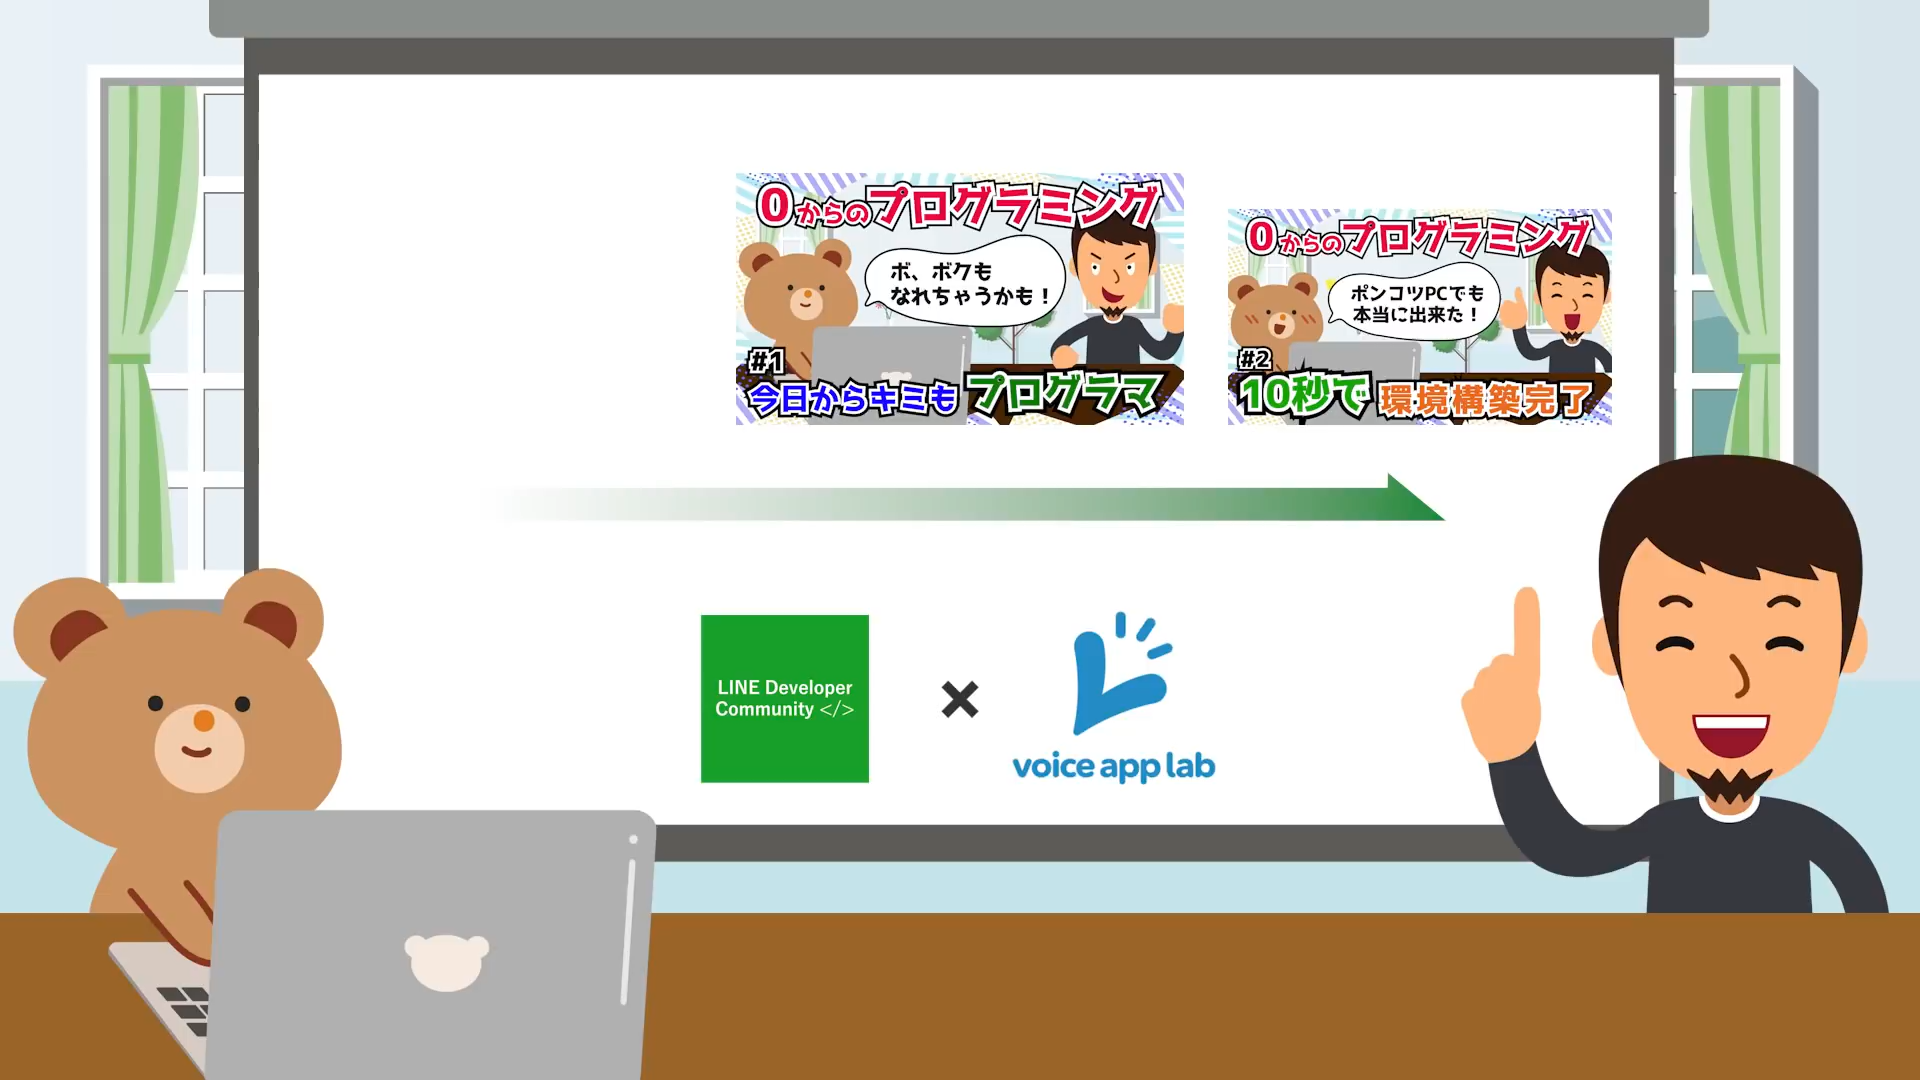 0からのプログラミング
ボ、ボクも
なれちゃうかも！
#1
今日からキミもプログラマ
0からのプログラミング
ポンコツPCでも
本当に出来た！
#2
10秒で環境構築完了
LINE Developer
Community </>
×
voice app lab